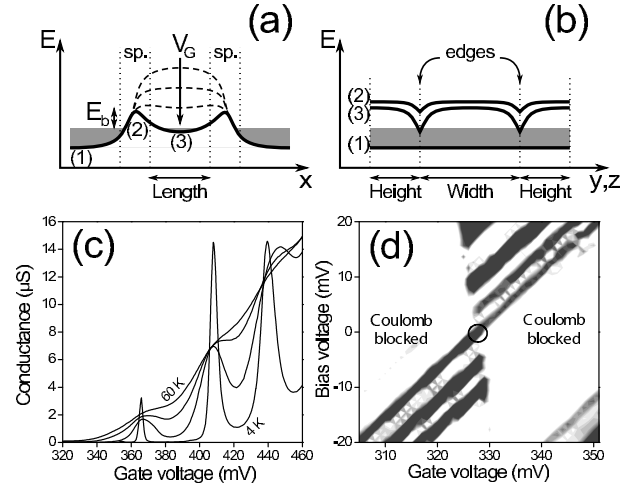 (a)
E
sp.
V_G
sp.
E_b
(1)
(2)
(3)
Length
x
(b)
E
edges
(2)
(3)
(1)
Height
Width
Height
y,z
(c)
Conductance (µS)
16
14
12
10
8
6
4
2
0
60 K
4 K
320 340 360 380 400 420 440 460
Gate voltage (mV)
(d)
Bias voltage (mV)
20
10
0
-10
-20
Coulomb
blocked
Coulomb
blocked
310 320 330 340 350
Gate voltage (mV)